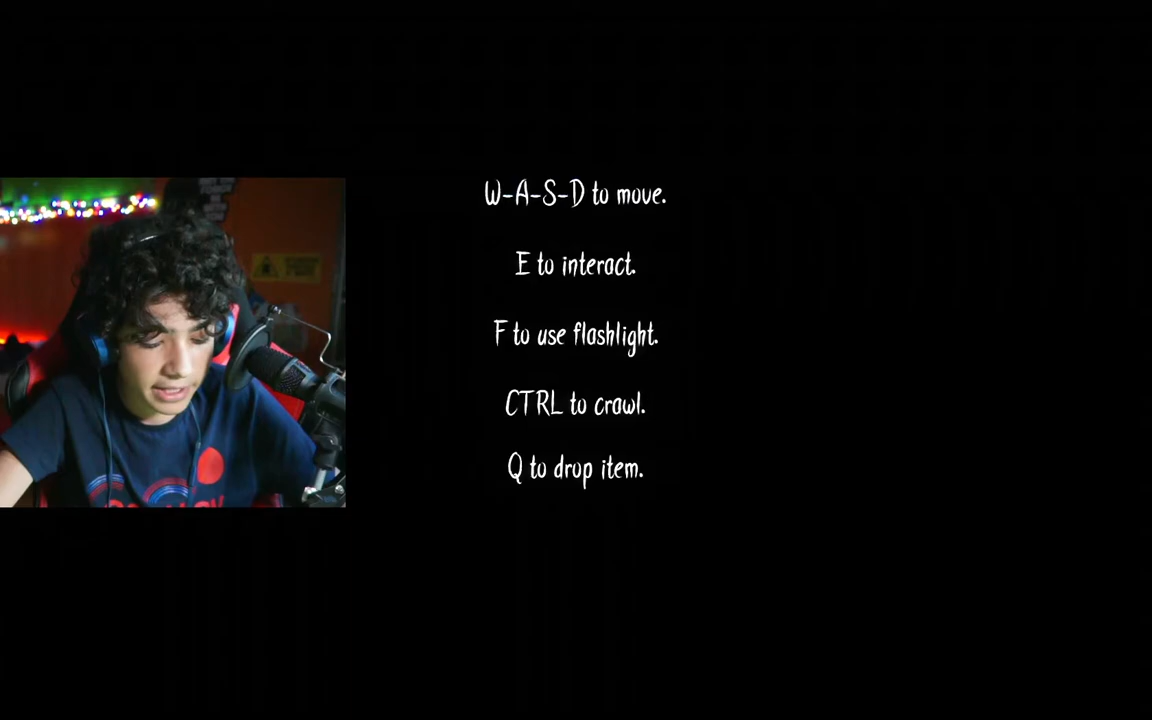 W-A-S-D to move.
E to interact.
F to use flashlight.
CTRL to crawl.
Q to drop item.